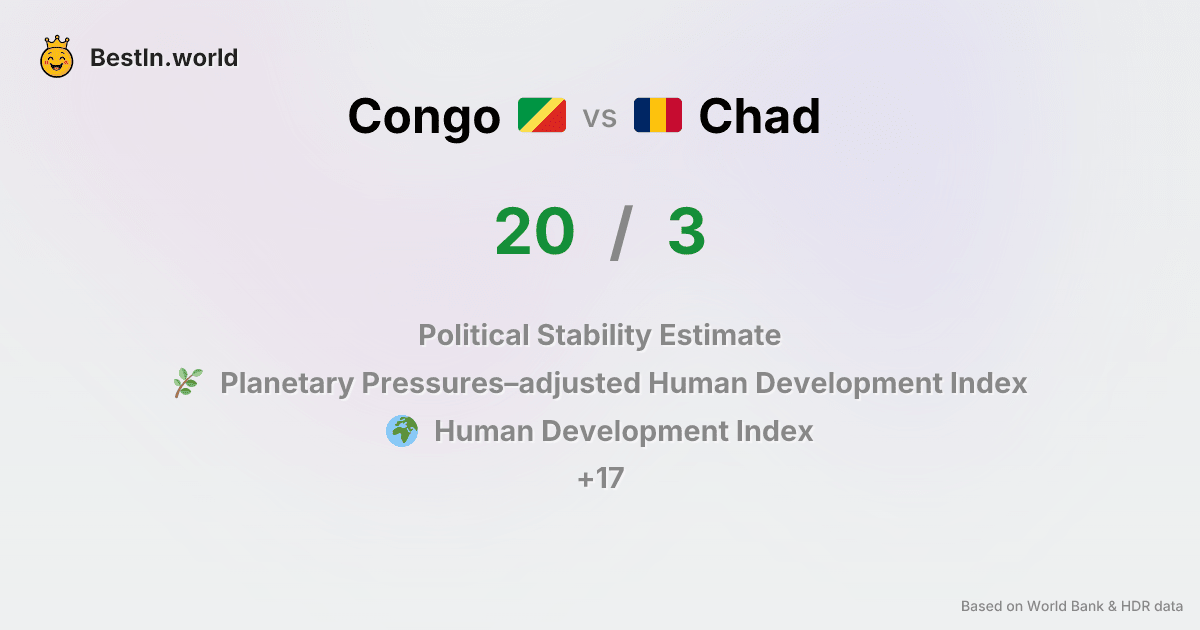 BestIn.world
Congo vs Chad
20 / 3
Political Stability Estimate
Planetary Pressures–adjusted Human Development Index
Human Development Index
+17
Based on World Bank & HDR data